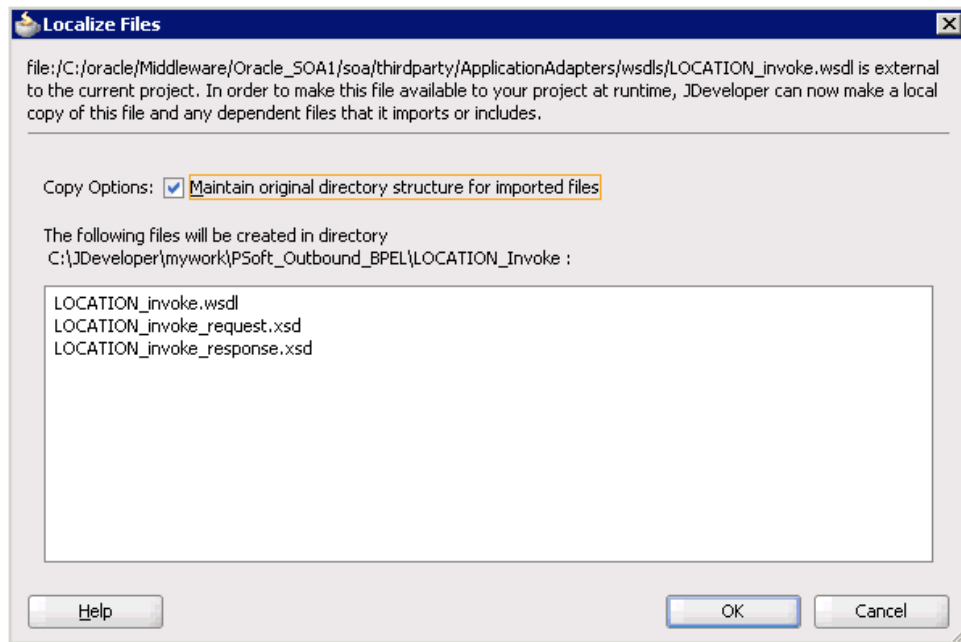 Localize Files
file:/C:/oracle/Middleware/Oracle_SOA1/soa/thirdparty/ApplicationAdapters/wsdls/LOCATION_invoke.wsdl is external
to the current project. In order to make this file available to your project at runtime, JDeveloper can now make a local
copy of this file and any dependent files that it imports or includes.
Copy Options: Maintain original directory structure for imported files
The following files will be created in directory
C:\JDeveloper\mywork\PSoft_Outbound_BPEL\LOCATION_Invoke :
LOCATION_invoke.wsdl
LOCATION_invoke_request.xsd
LOCATION_invoke_response.xsd
Help OK Cancel